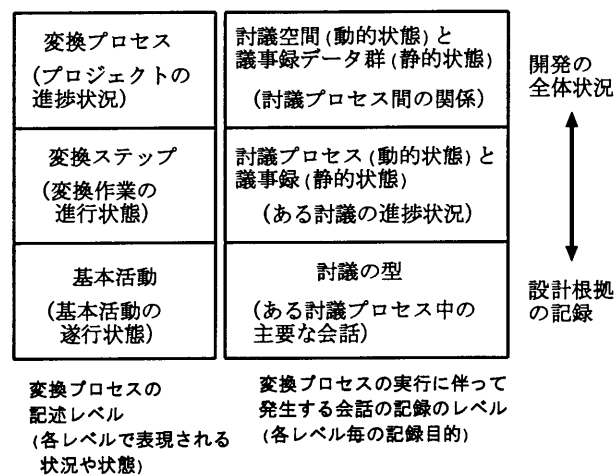 変換プロセス
(プロジェクトの
進捗状況)
討議空間(動的状態)と
議事録データ群(静的状態)
(討議プロセス間の関係)
変換ステップ
(変換作業の
進行状態)
討議プロセス(動的状態)と
議事録(静的状態)
(ある討議の進捗状況)
基本活動
(基本活動の
遂行状態)
討議の型
(ある討議プロセス中の
主要な会話)
開発の
全体状況
設計根拠
の記録
変換プロセスの
記述レベル
(各レベルで表現される
状況や状態)
変換プロセスの実行に伴って
発生する会話の記録のレベル
(各レベル毎の記録目的)